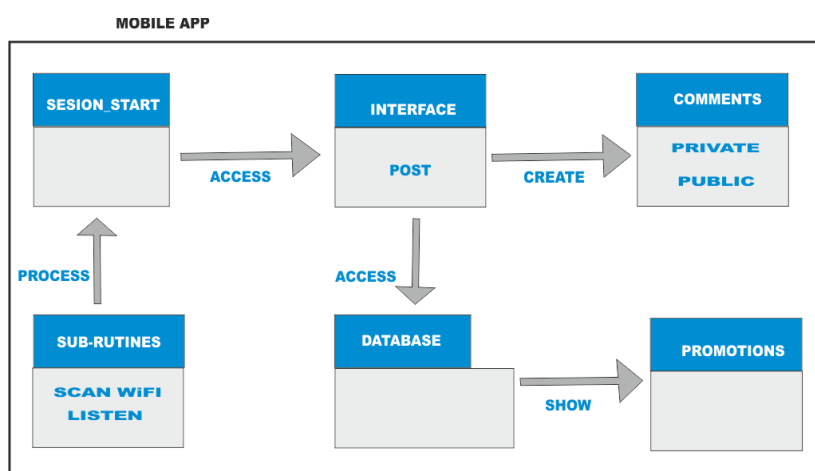 MOBILE APP
SESION_START
INTERFACE
COMMENTS
POST
PRIVATE
PUBLIC
ACCESS
CREATE
PROCESS
ACCESS
SUB-RUTINES
DATABASE
PROMOTIONS
SCAN WiFI
LISTEN
SHOW